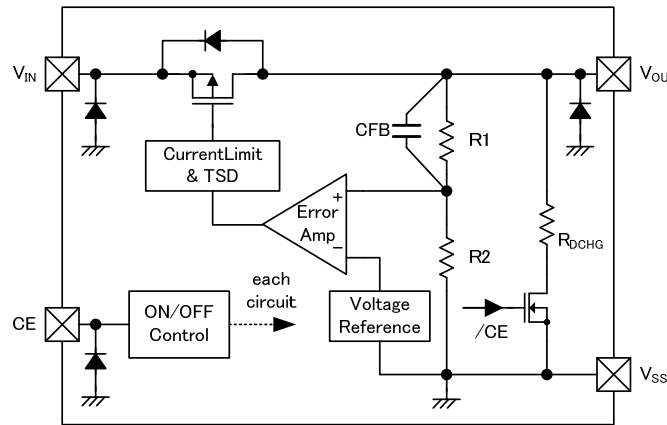 VIN
VOU
CurrentLimit
& TSD
CFB
R1
+
Error
Amp
−
R2
RDCHG
each
circuit
CE
ON/OFF
Control
Voltage
Reference
/CE
VSS